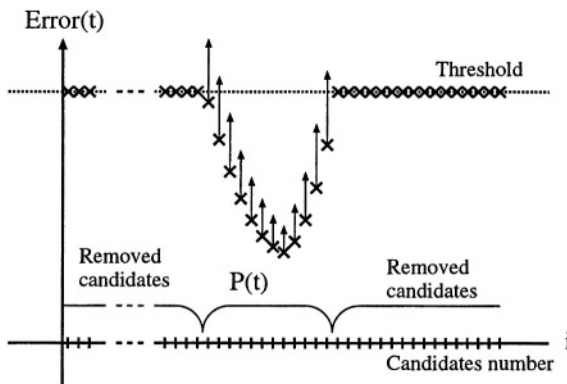 Error(t)
Threshold
Removed
candidates
P(t)
Removed
candidates
i
Candidates number